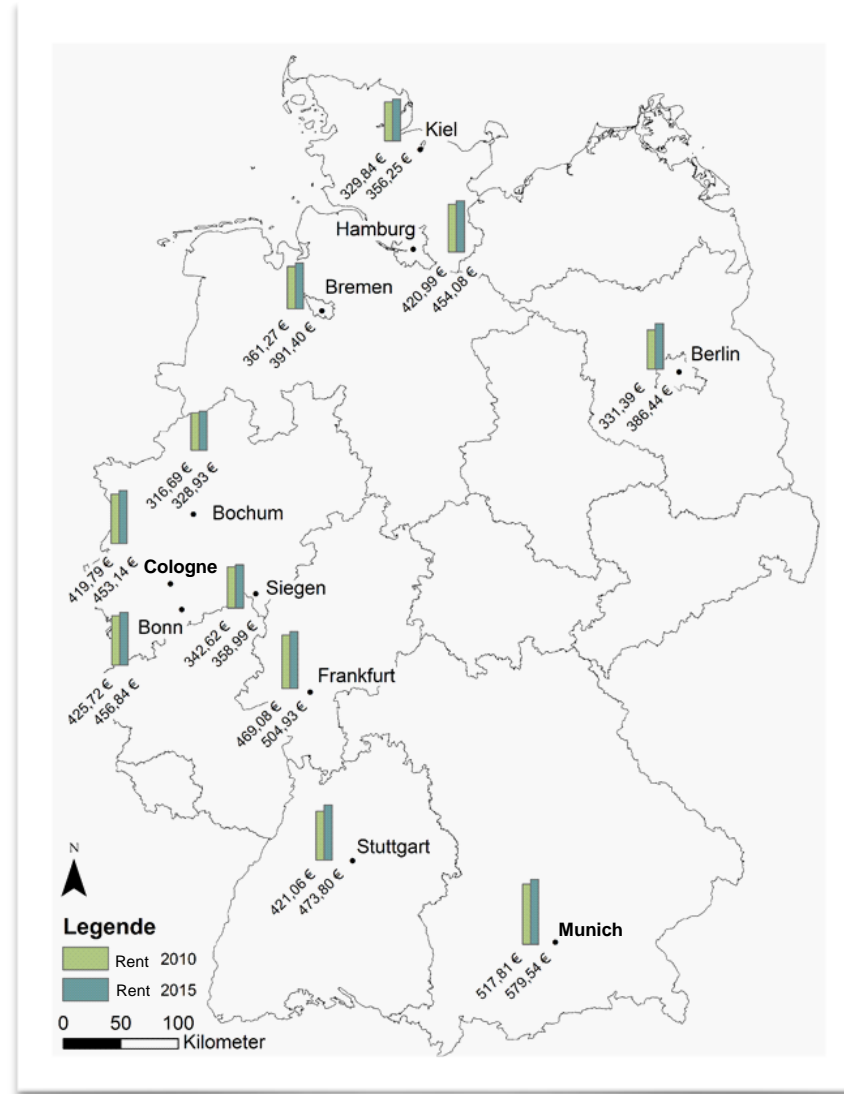 Kiel
329,84 €
356,25 €
Hamburg
420,99 €
454,08 €
Bremen
361,27 €
391,40 €
Berlin
331,39 €
386,44 €
316,69 €
328,93 €
Bochum
419,79 €
453,14 €
Cologne
Siegen
342,62 €
358,99 €
Bonn
425,72 €
456,84 €
Frankfurt
469,08 €
504,93 €
Stuttgart
421,06 €
473,80 €
Munich
517,81 €
579,54 €
N
Legende
Rent 2010
Rent 2015
0 50 100
Kilometer